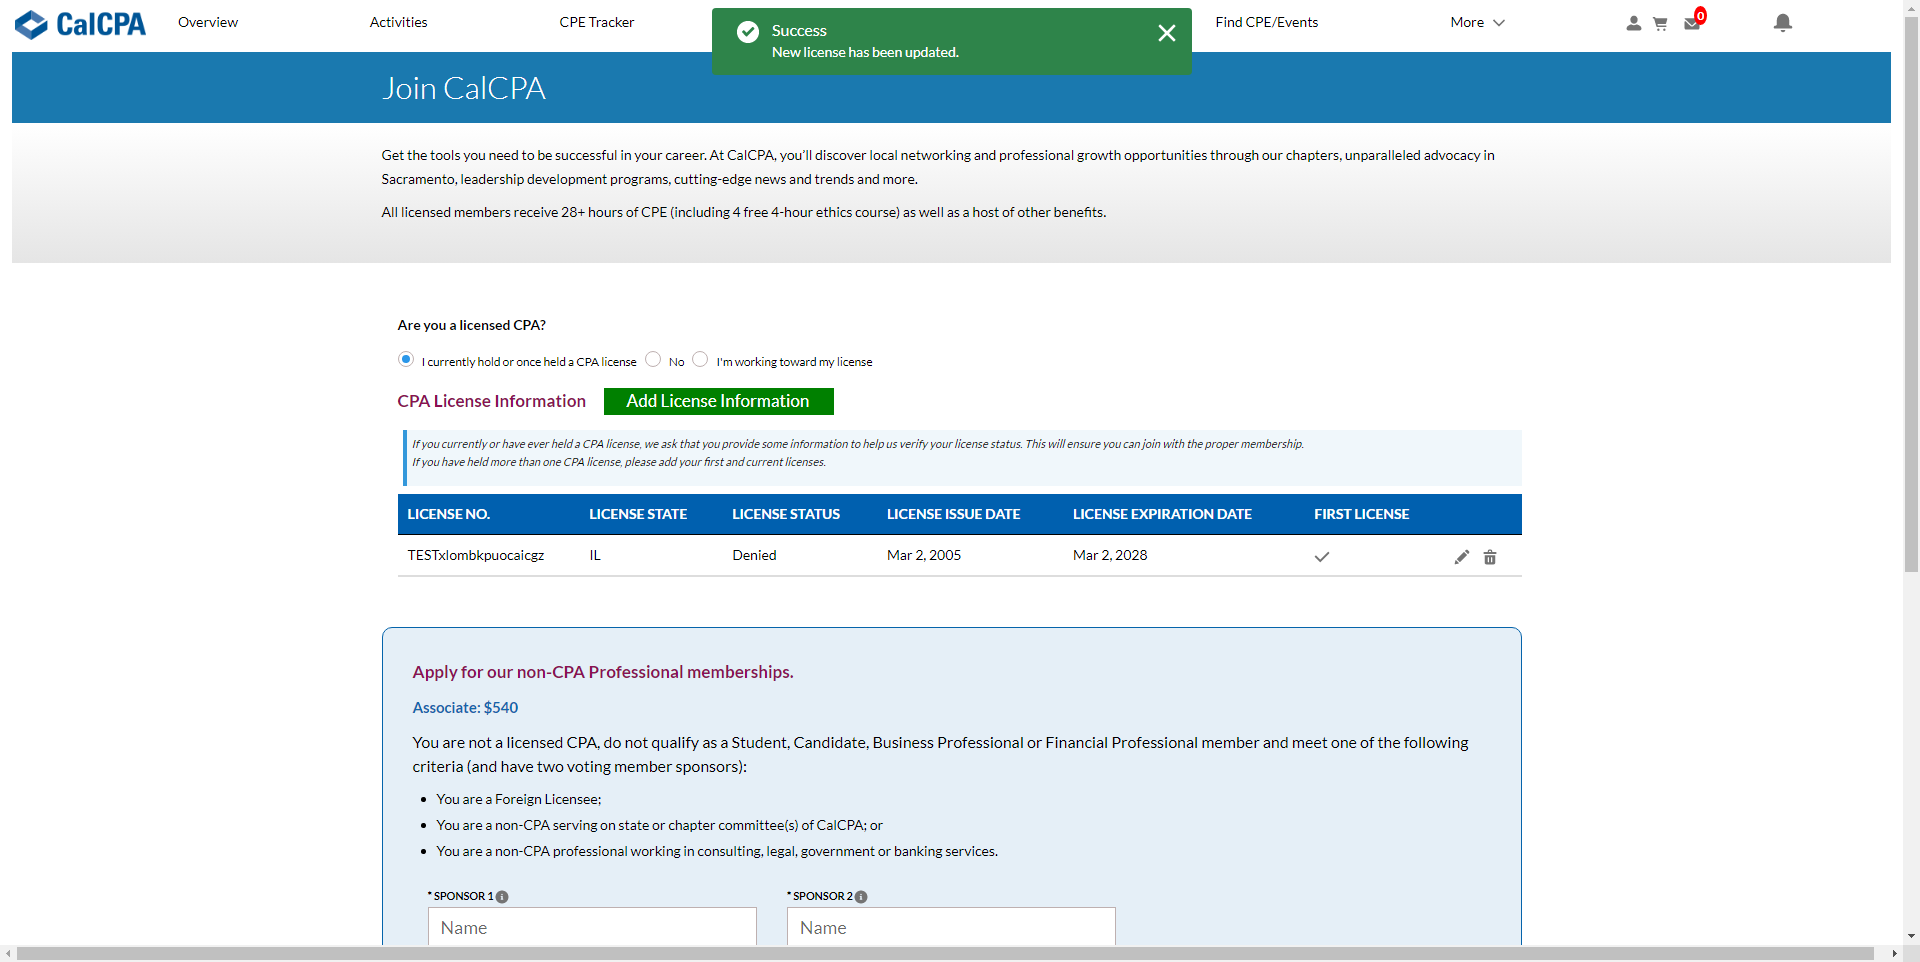 CalCPA
Overview
Activities
CPE Tracker
Success
New license has been updated.
Find CPE/Events
More
0
Join CalCPA
Get the tools you need to be successful in your career. At CalCPA, you'll discover local networking and professional growth opportunities through our chapters, unparalleled advocacy in
Sacramento, leadership development programs, cutting-edge news and trends and more.
All licensed members receive 28+ hours of CPE (including 4 free 4-hour ethics course) as well as a host of other benefits.
Are you a licensed CPA?
I currently hold or once held a CPA license No I'm working toward my license
CPA License Information Add License Information
If you currently or have ever held a CPA license, we ask that you provide some information to help us verify your license status. This will ensure you can join with the proper membership.
If you have held more than one CPA license, please add your first and current licenses.
LICENSE NO. LICENSE STATE LICENSE STATUS LICENSE ISSUE DATE LICENSE EXPIRATION DATE FIRST LICENSE
TESTxlombkpuocaicgz IL Denied Mar 2, 2005 Mar 2, 2028
Apply for our non-CPA Professional memberships.
Associate: $540
You are not a licensed CPA, do not qualify as a Student, Candidate, Business Professional or Financial Professional member and meet one of the following
criteria (and have two voting member sponsors):
• You are a Foreign Licensee;
• You are a non-CPA serving on state or chapter committee(s) of CalCPA; or
• You are a non-CPA professional working in consulting, legal, government or banking services.
* SPONSOR 1 * SPONSOR 2
Name Name